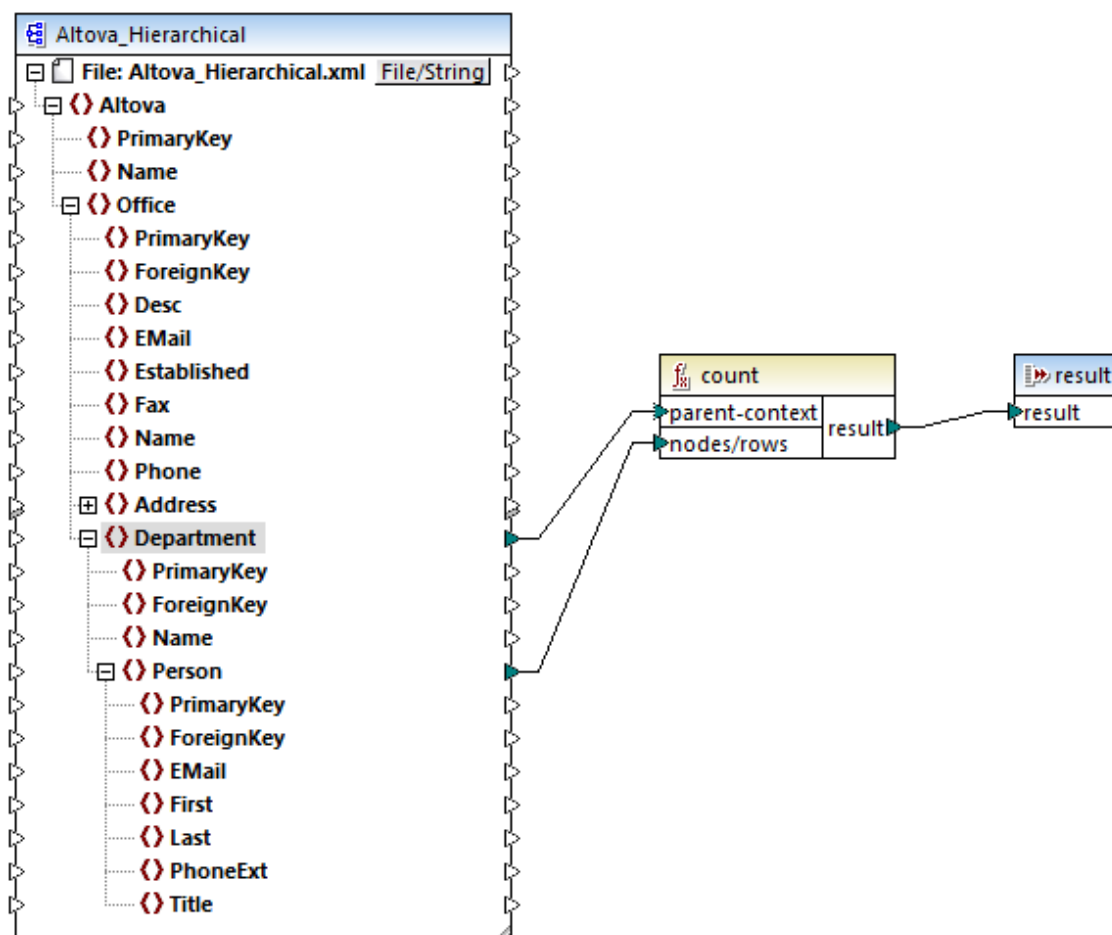 Altova_Hierarchical
File: Altova_Hierarchical.xml File/String
Altova
PrimaryKey
Name
Office
PrimaryKey
ForeignKey
Desc
EMail
Established
Fax
Name
Phone
Address
Department
PrimaryKey
ForeignKey
Name
Person
PrimaryKey
ForeignKey
EMail
First
Last
PhoneExt
Title
fx count
parent-context
nodes/rows
result
result
result